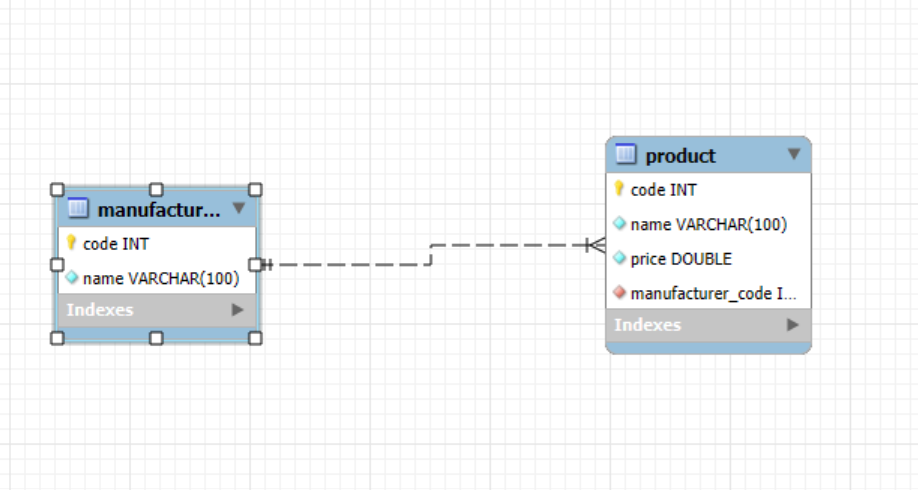 manufactur...
code INT
name VARCHAR(100)
Indexes
product
code INT
name VARCHAR(100)
price DOUBLE
manufacturer_code I...
Indexes